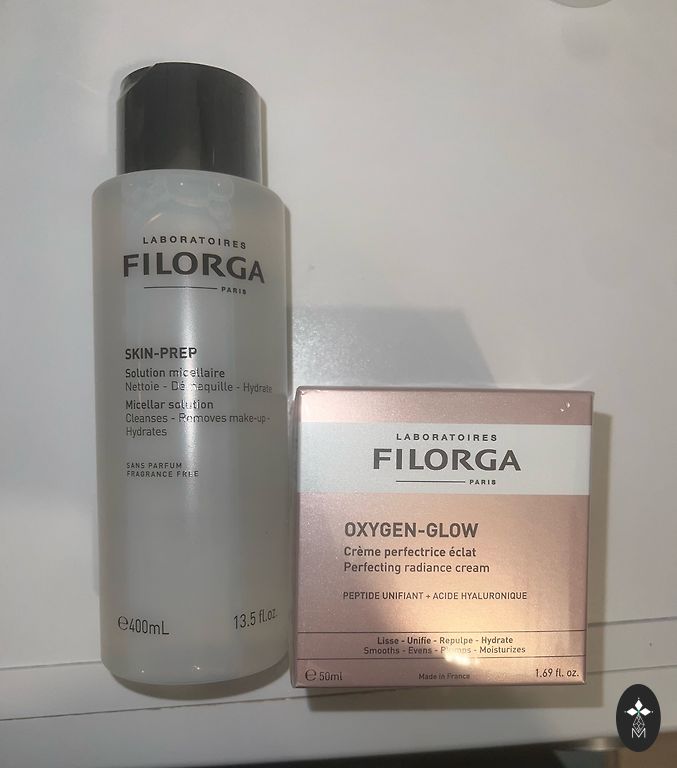 LABORATOIRES
FILORGA
PARIS
SKIN-PREP
Solution micellaire
Nettoie - Démaquille - Hydrate
Micellar solution
Cleanses - Removes make-up -
Hydrates
SANS PARFUM
FRAGRANCE FREE
℮400mL
13.5 fl.oz.
LABORATOIRES
FILORGA
PARIS
OXYGEN-GLOW
Crème perfectrice éclat
Perfecting radiance cream
PEPTIDE UNIFIANT + ACIDE HYALURONIQUE
Lisse - Unifie - Repulpe - Hydrate
Smooths - Evens - Plumps - Moisturizes
℮ 50ml
Made in France
1.69 fl. oz.
M